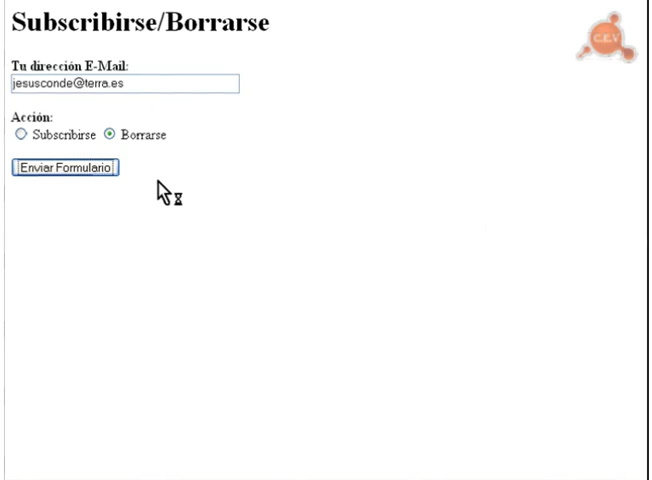 Subscribirse/Borrarse
C.E.V
Tu dirección E-Mail:
jesusconde@terra.es
Acción:
Subscribirse Borrarse
Enviar Formulario